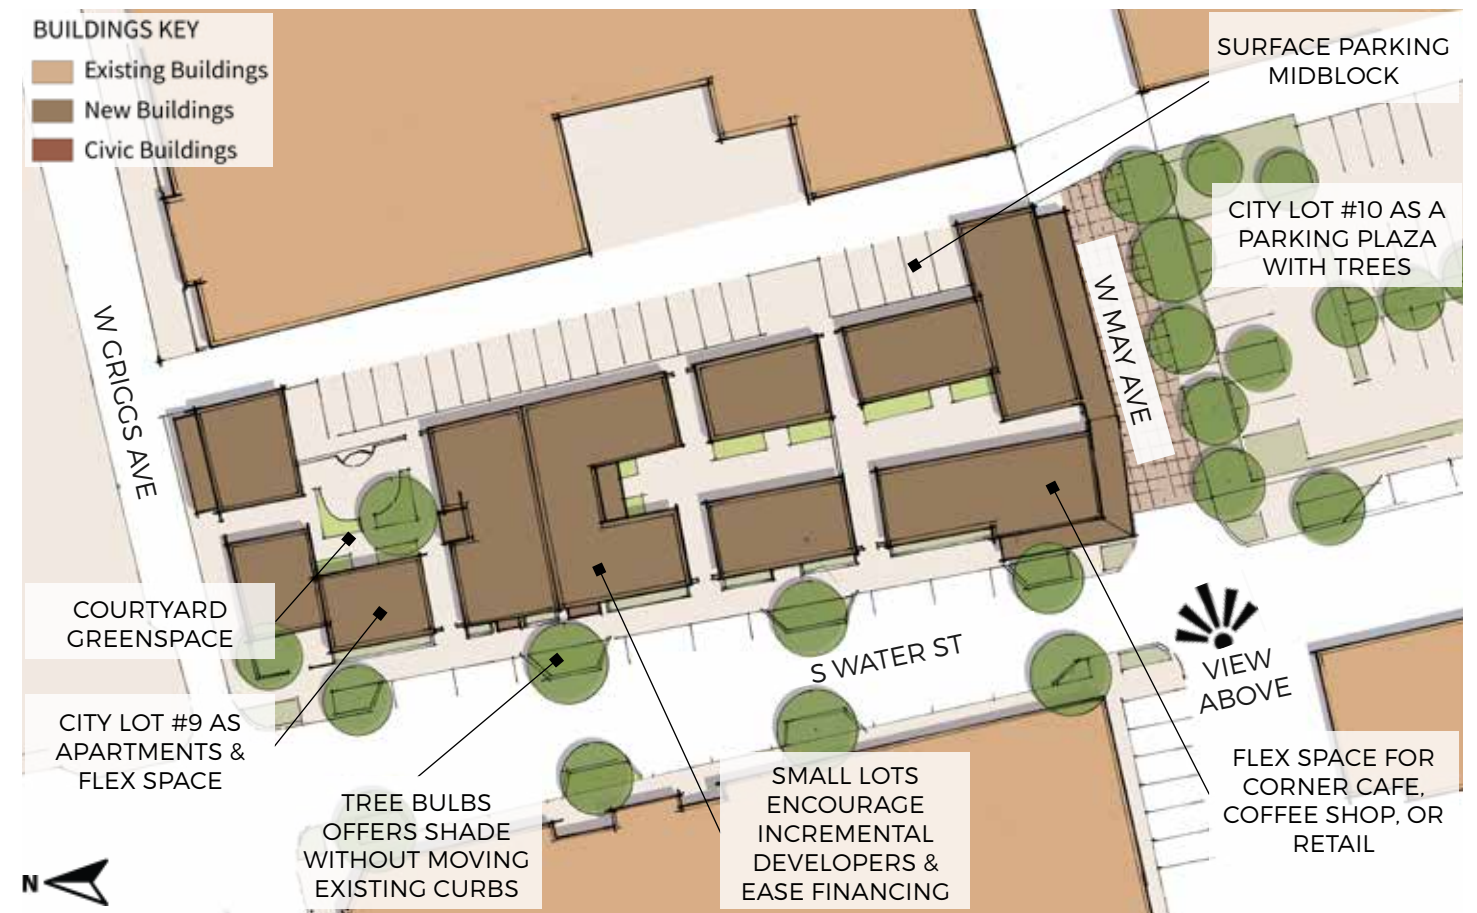 BUILDINGS KEY
Existing Buildings
New Buildings
Civic Buildings
SURFACE PARKING
MIDBLOCK
CITY LOT #10 AS A
PARKING PLAZA
WITH TREES
W GRIGGS AVE
W MAY AVE
COURTYARD
GREENSPACE
S WATER ST
VIEW
ABOVE
CITY LOT #9 AS
APARTMENTS &
FLEX SPACE
TREE BULBS
OFFERS SHADE
WITHOUT MOVING
EXISTING CURBS
SMALL LOTS
ENCOURAGE
INCREMENTAL
DEVELOPERS &
EASE FINANCING
FLEX SPACE FOR
CORNER CAFE,
COFFEE SHOP, OR
RETAIL
N